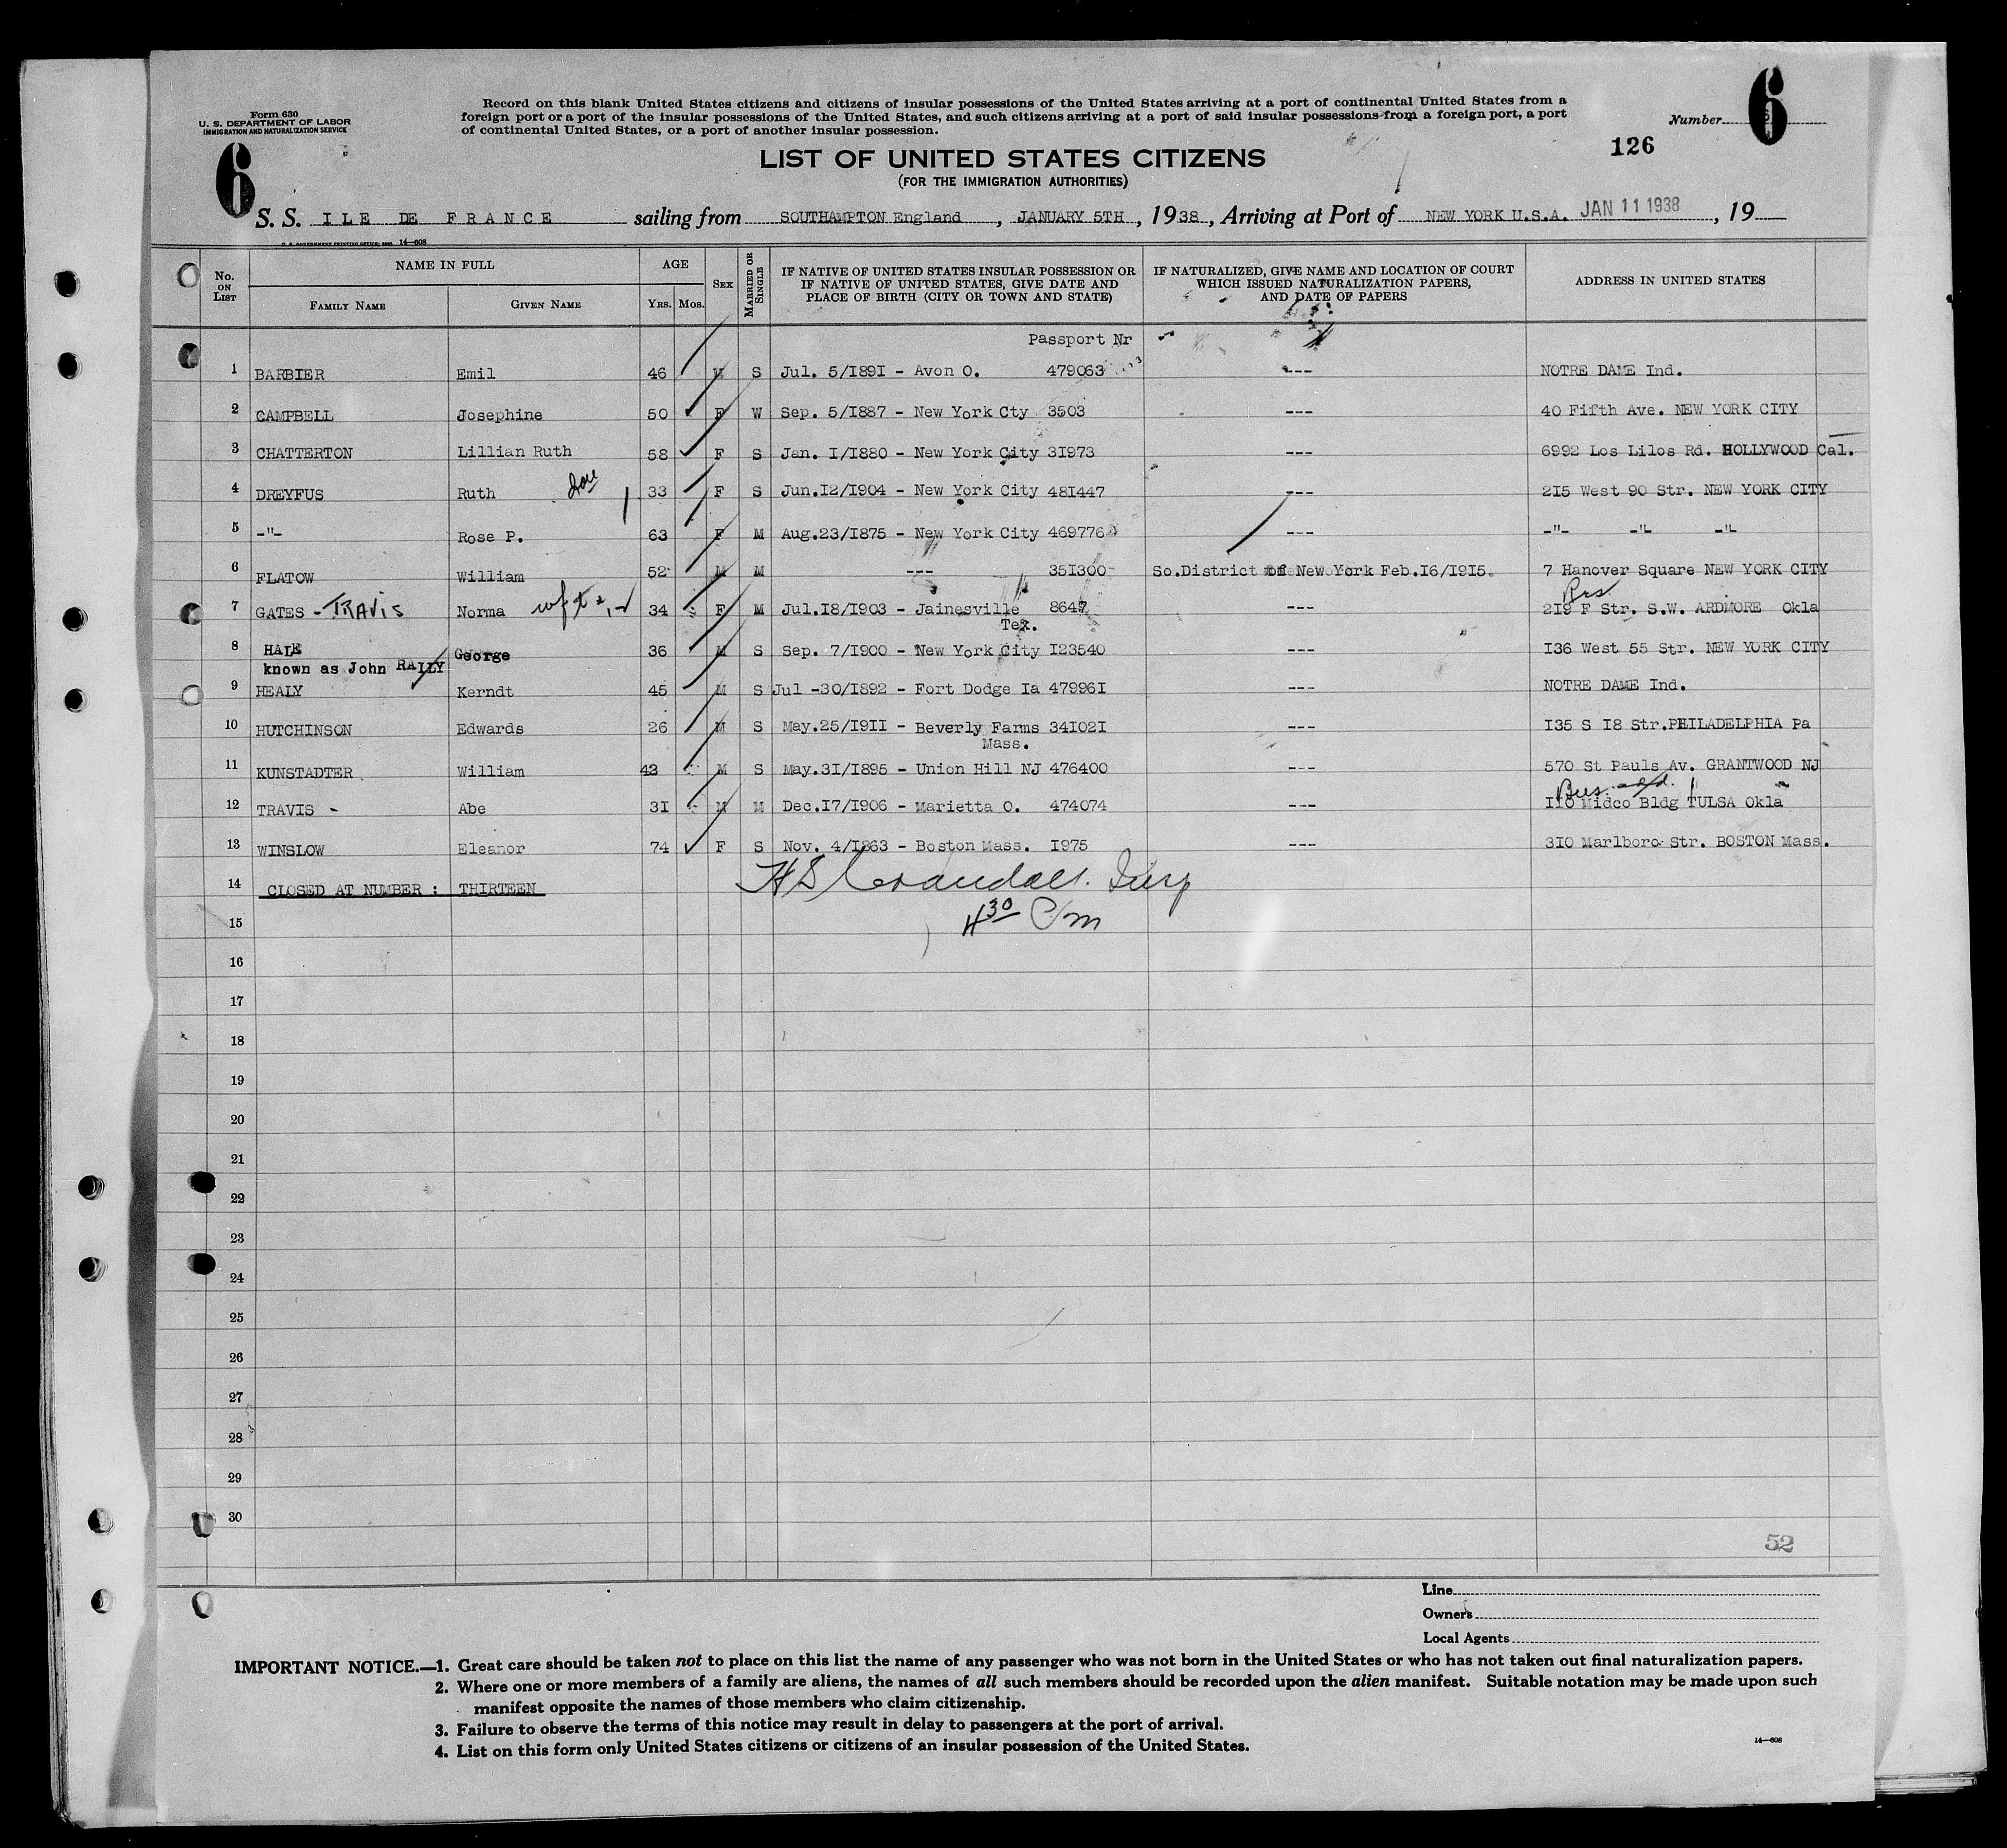 Form 630
U. S. DEPARTMENT OF LABOR
IMMIGRATION AND NATURALIZATION SERVICE
Record on this blank United States citizens and citizens of insular possessions of the United States arriving at a port of continental United States from a
foreign port or a port of the insular possessions of the United States, and such citizens arriving at a port of said insular possessions from a foreign port, a port
of continental United States, or a port of another insular possession.
Number 6
126
6
LIST OF UNITED STATES CITIZENS
(FOR THE IMMIGRATION AUTHORITIES)
S. S. ILE DE FRANCE sailing from SOUTHAMPTON England, JANUARY 5TH, 1938, Arriving at Port of NEW YORK U.S.A. JAN 11 1938, 19
14—608
No. ON LIST NAME IN FULL FAMILY NAME GIVEN NAME AGE YRS. MOS. SEX MARRIED OR SINGLE IF NATIVE OF UNITED STATES INSULAR POSSESSION OR IF NATIVE OF UNITED STATES, GIVE DATE AND PLACE OF BIRTH (CITY OR TOWN AND STATE) IF NATURALIZED, GIVE NAME AND LOCATION OF COURT WHICH ISSUED NATURALIZATION PAPERS, AND DATE OF PAPERS ADDRESS IN UNITED STATES
Passport Nr
1 BARBIER Emil 46 M S Jul. 5/1891 - Avon O. 479063 --- NOTRE DAME Ind.
2 CAMPBELL Josephine 50 F W Sep. 5/1887 - New York Cty 3503 --- 40 Fifth Ave. NEW YORK CITY
3 CHATTERTON Lillian Ruth 58 F S Jan. I/1880 - New York City 31973 --- 6992 Los Lilos Rd. HOLLYWOOD Cal.
4 DREYFUS Ruth dau 33 F S Jun.12/1904 - New York City 481447 --- 215 West 90 Str. NEW YORK CITY
5 -"- Rose P. 63 F M Aug.23/1875 - New York City 469776 --- -"- -"- -"-
6 FLATOW William 52 M M --- 351300 So.District of New York Feb.16/1915. 7 Hanover Square NEW YORK CITY
Res
7 GATES - TRAVIS Norma 34 F M Jul.18/1903 - Jainesville 8647 --- 219 F Str. S.W. ARDMORE Okla
Tex.
8 HALE George 36 M S Sep. 7/1900 - New York City 123540 --- 136 West 55 Str. NEW YORK CITY
known as John RALLY
9 HEALY Kerndt 45 M S Jul -30/1892 - Fort Dodge Ia 479961 --- NOTRE DAME Ind.
10 HUTCHINSON Edwards 26 M S May.25/1911 - Beverly Farms 341021 --- 135 S 18 Str.PHILADELPHIA Pa
Mass.
11 KUNSTADTER William 43 M S May.31/1895 - Union Hill NJ 476400 --- 570 St Pauls Av. GRANTWOOD NJ
Bus. add.
12 TRAVIS - Abe 31 M M Dec.17/1906 - Marietta O. 474074 --- 110 Midco Bldg TULSA Okla
13 WINSLOW Eleanor 74 F S Nov. 4/1863 - Boston Mass. 1975 --- 310 Marlboro Str. BOSTON Mass.
14 CLOSED AT NUMBER : THIRTEEN H S Crandall. Insp
15 4 30 P/m
16
17
18
19
20
21
22
23
24
25
26
27
28
29
30
52
Line
Owners
Local Agents
IMPORTANT NOTICE.—1. Great care should be taken not to place on this list the name of any passenger who was not born in the United States or who has not taken out final naturalization papers.
2. Where one or more members of a family are aliens, the names of all such members should be recorded upon the alien manifest. Suitable notation may be made upon such
manifest opposite the names of those members who claim citizenship.
3. Failure to observe the terms of this notice may result in delay to passengers at the port of arrival.
4. List on this form only United States citizens or citizens of an insular possession of the United States.
14—608